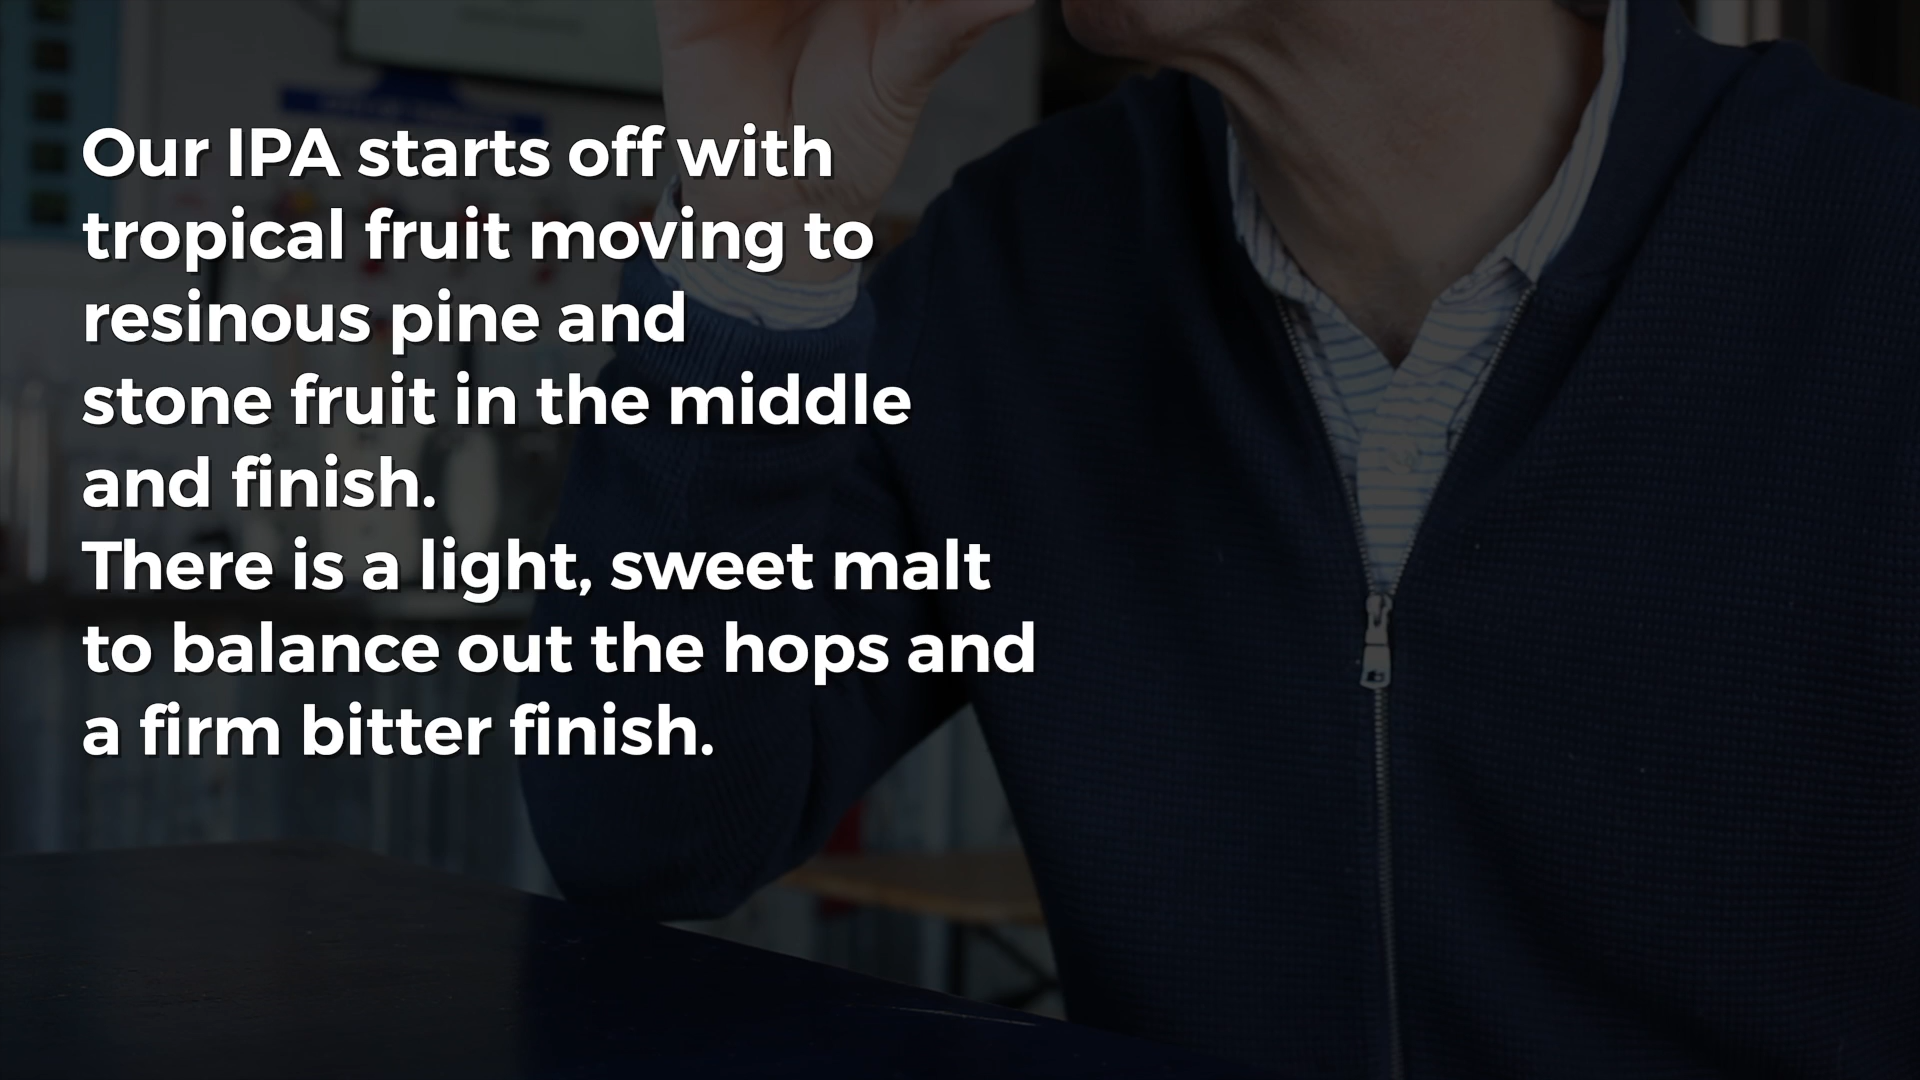 Our IPA starts off with
tropical fruit moving to
resinous pine and
stone fruit in the middle
and finish.
There is a light, sweet malt
to balance out the hops and
a firm bitter finish.